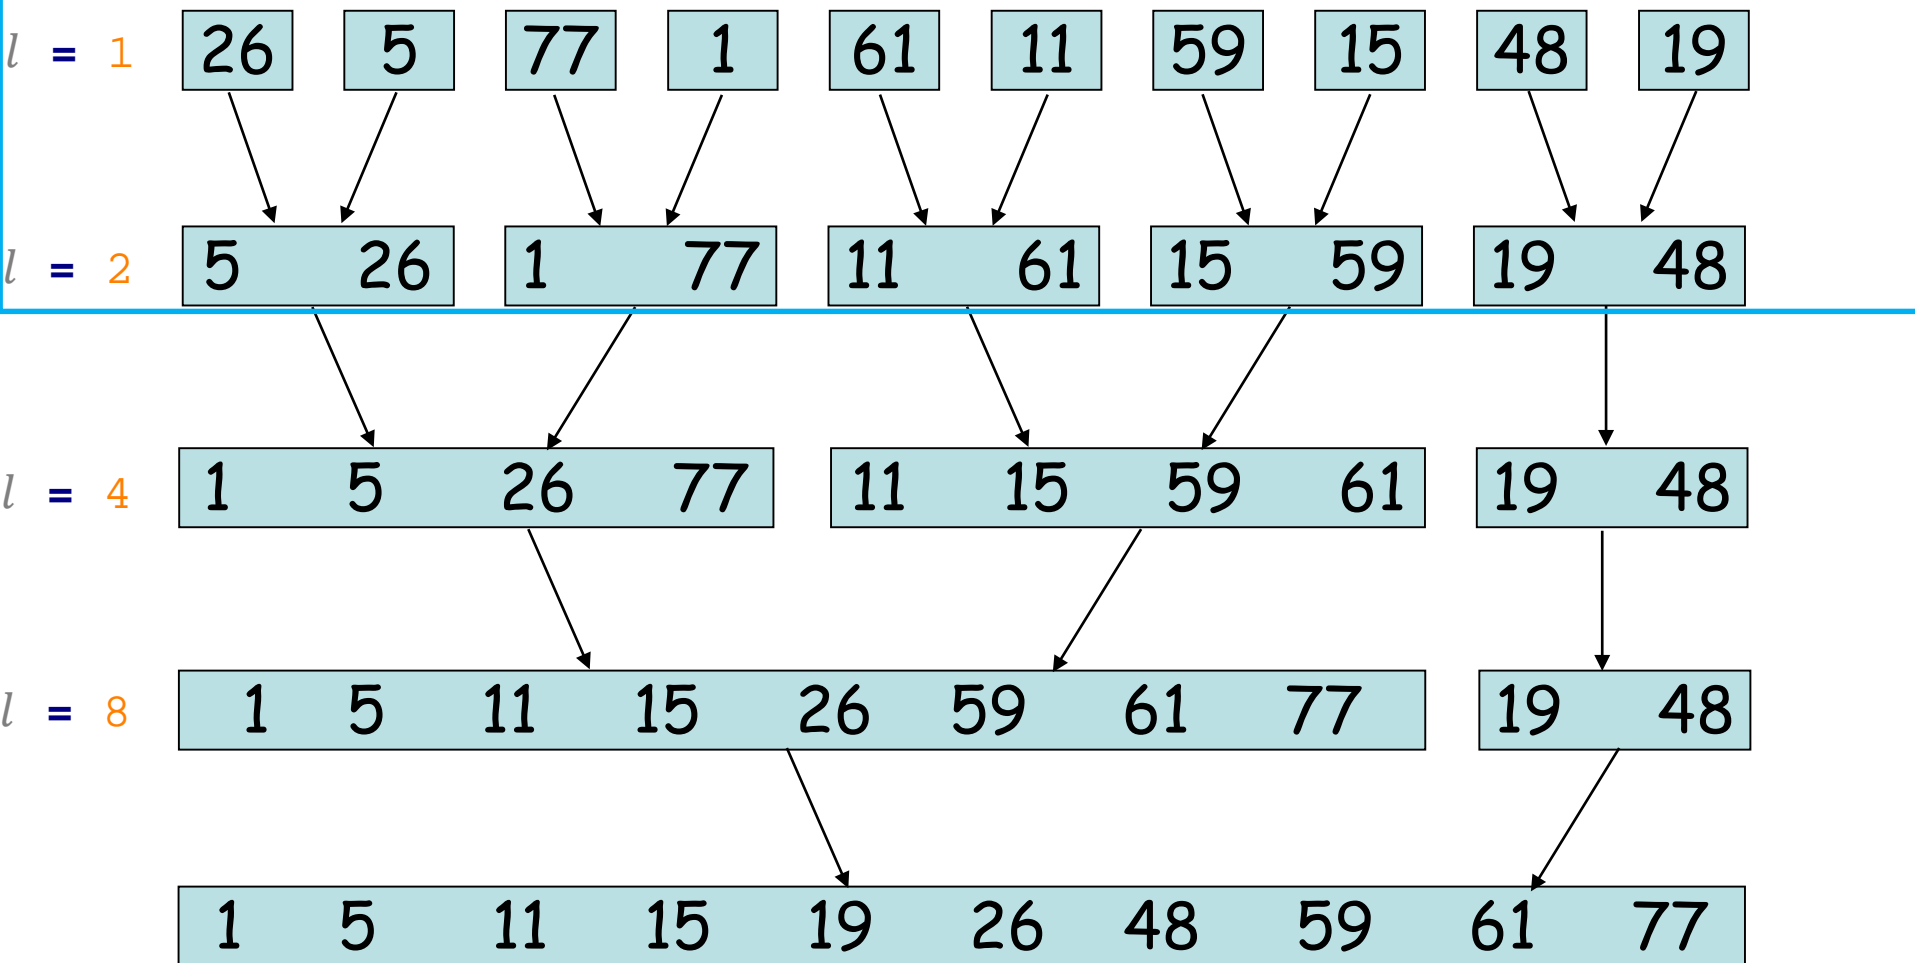 l = 1 26 5 77 1 61 11 59 15 48 19
l = 2 5 26 1 77 11 61 15 59 19 48
l = 4 1 5 26 77 11 15 59 61 19 48
l = 8 1 5 11 15 26 59 61 77 19 48
1 5 11 15 19 26 48 59 61 77